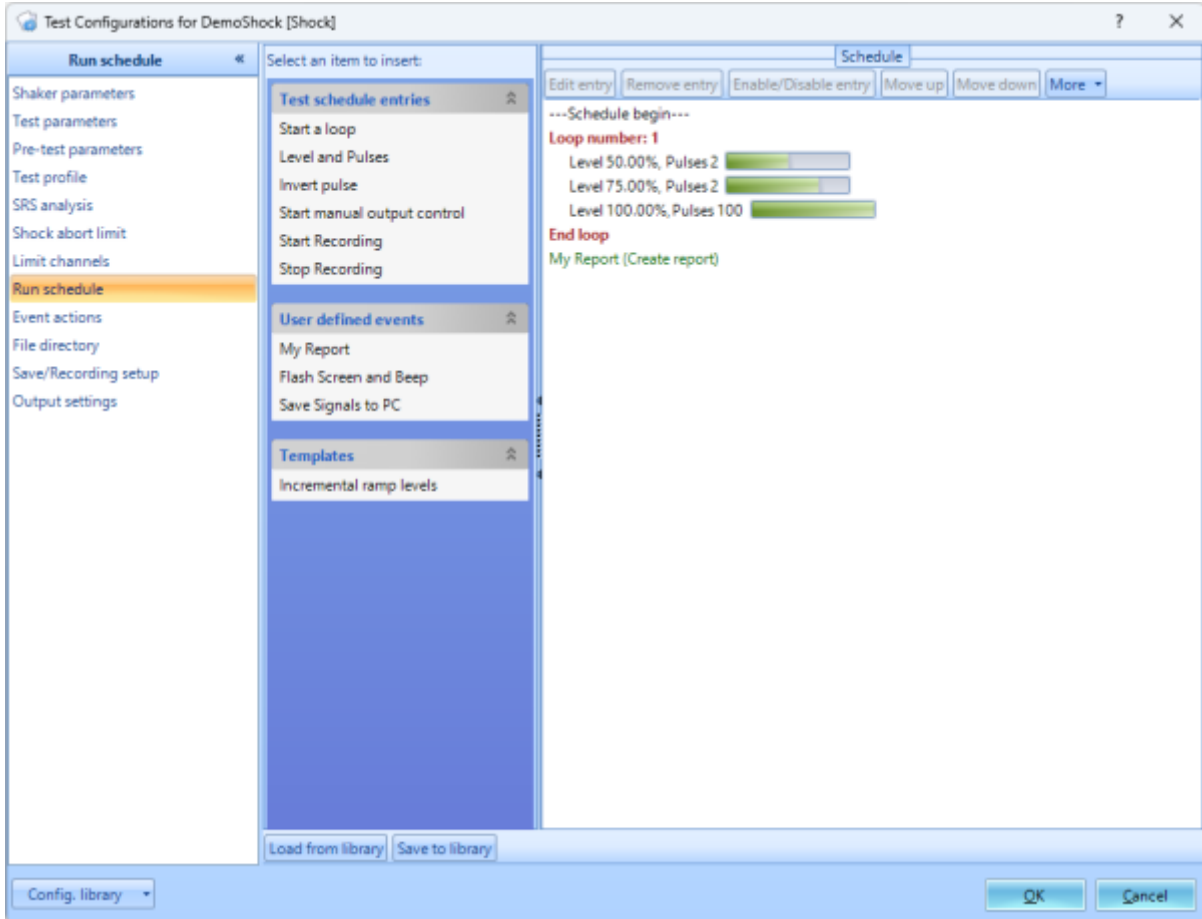 Test Configurations for DemoShock [Shock]
? ×
Run schedule «
Shaker parameters
Test parameters
Pre-test parameters
Test profile
SRS analysis
Shock abort limit
Limit channels
Run schedule
Event actions
File directory
Save/Recording setup
Output settings
Select an item to insert:
Test schedule entries
Start a loop
Level and Pulses
Invert pulse
Start manual output control
Start Recording
Stop Recording
User defined events
My Report
Flash Screen and Beep
Save Signals to PC
Templates
Incremental ramp levels
Schedule
Edit entry Remove entry Enable/Disable entry Move up Move down More
---Schedule begin---
Loop number: 1
Level 50.00%, Pulses 2
Level 75.00%, Pulses 2
Level 100.00%, Pulses 100
End loop
My Report (Create report)
Load from library Save to library
Config. library OK Cancel